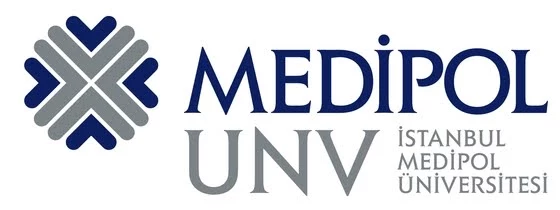 MEDİPOL
UNV
İSTANBUL
MEDİPOL
ÜNİVERSİTESİ